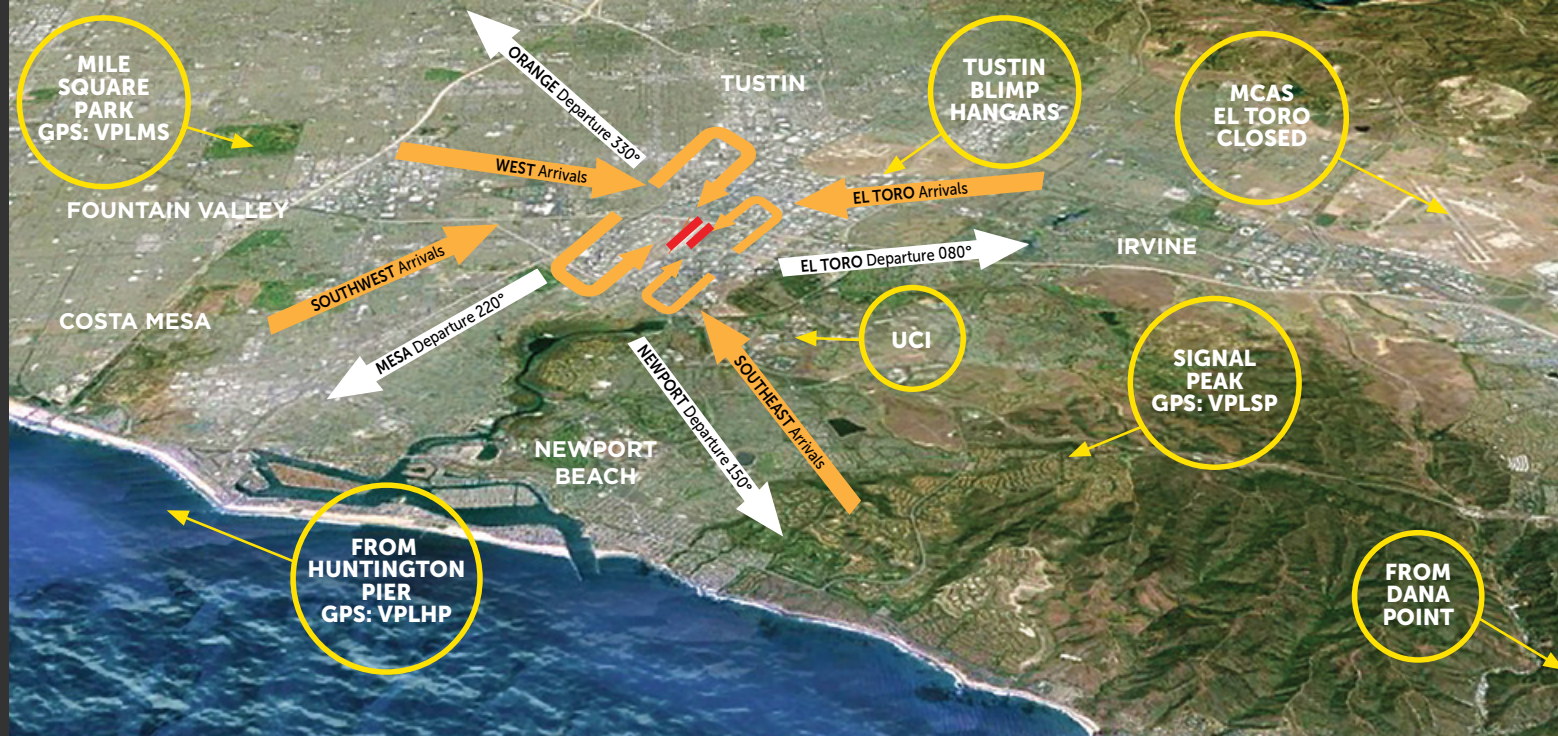 MILE
SQUARE
PARK
GPS: VPLMS
ORANGE Departure 330°
TUSTIN
TUSTIN
BLIMP
HANGARS
MCAS
EL TORO
CLOSED
WEST Arrivals
EL TORO Arrivals
FOUNTAIN VALLEY
SOUTHWEST Arrivals
EL TORO Departure 080°
IRVINE
COSTA MESA
MESA Departure 220°
UCI
NEWPORT Departure 150°
SOUTHEAST Arrivals
SIGNAL
PEAK
GPS: VPLSP
NEWPORT
BEACH
FROM
HUNTINGTON
PIER
GPS: VPLHP
FROM
DANA
POINT